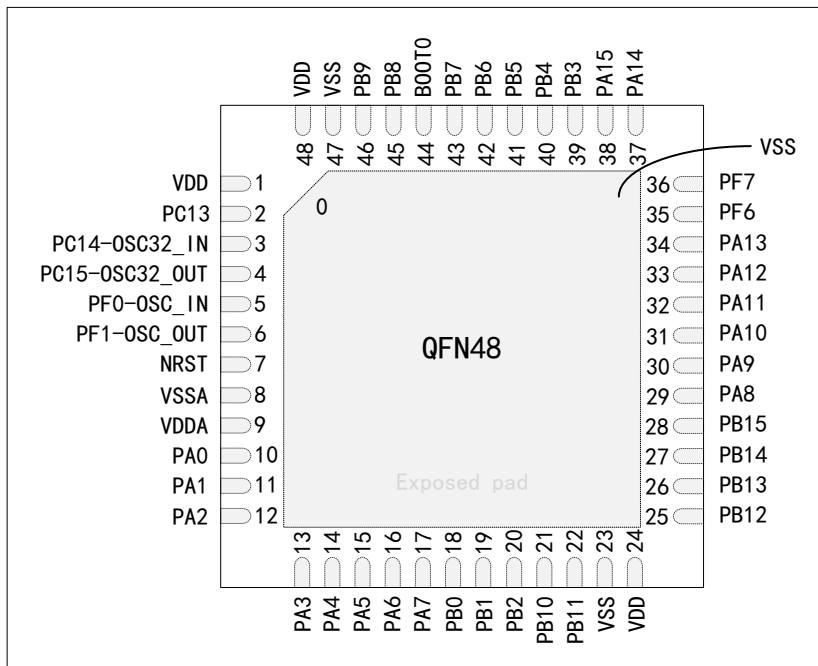 VDD
VSS
PB9
PB8
BOOT0
PB7
PB6
PB5
PB4
PB3
PA15
PA14
48
47
46
45
44
43
42
41
40
39
38
37
VSS
0
VDD 1
PC13 2
PC14-OSC32_IN 3
PC15-OSC32_OUT 4
PF0-OSC_IN 5
PF1-OSC_OUT 6
NRST 7
VSSA 8
VDDA 9
PA0 10
PA1 11
PA2 12
QFN48
Exposed pad
36 PF7
35 PF6
34 PA13
33 PA12
32 PA11
31 PA10
30 PA9
29 PA8
28 PB15
27 PB14
26 PB13
25 PB12
13
14
15
16
17
18
19
20
21
22
23
24
PA3
PA4
PA5
PA6
PA7
PB0
PB1
PB2
PB10
PB11
VSS
VDD